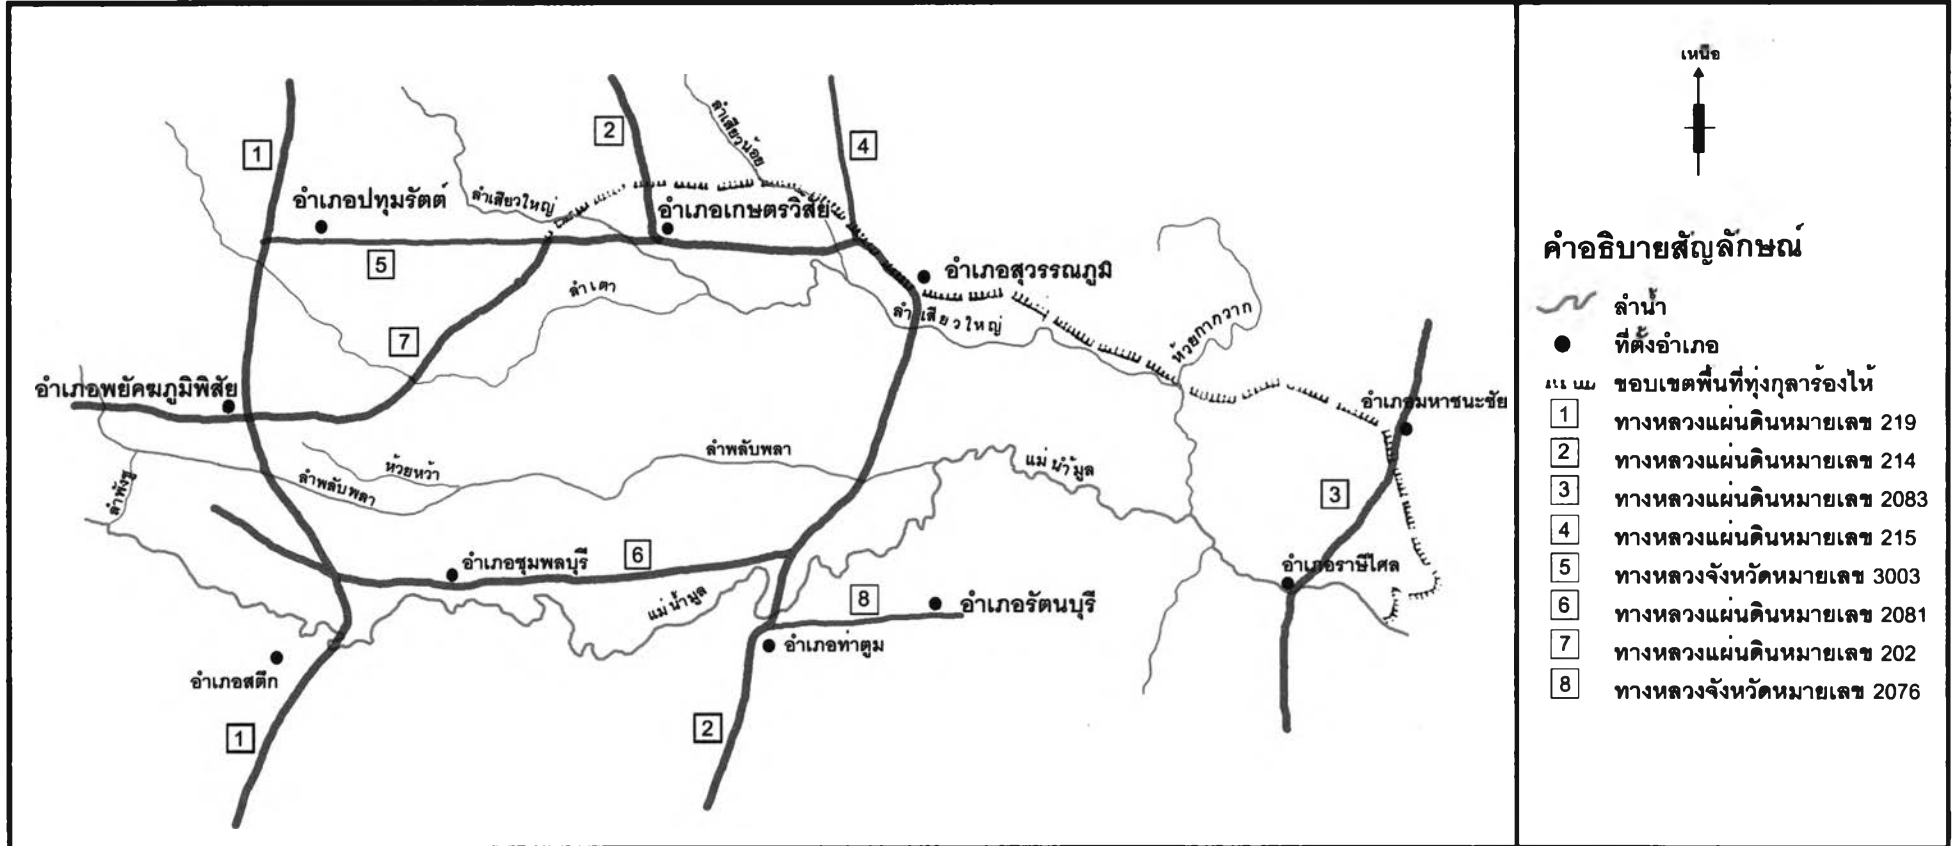 เหนือ
1
2
4
ลำเสียวน้อย
อำเภอปทุมรัตต์
ลำเสียวใหญ่
อำเภอเกษตรวิสัย
5
อำเภอสุวรรณภูมิ
ลำเตา
ลำเสียวใหญ่
ห้วยกากวาก
7
อำเภอพยัคฆภูมิพิสัย
อำเภอมหาชนะชัย
ลำพลับพลา
ห้วยหว้า
ลำพลับพลา
แม่น้ำมูล
ลำพังชู
3
อำเภอชุมพลบุรี
6
อำเภอราษีไศล
แม่น้ำมูล
8
อำเภอรัตนบุรี
อำเภอท่าตูม
อำเภอสตึก
1
2
คำอธิบายสัญลักษณ์
ลำน้ำ
ที่ตั้งอำเภอ
ขอบเขตพื้นที่ทุ่งกุลาร้องไห้
1 ทางหลวงแผ่นดินหมายเลข 219
2 ทางหลวงแผ่นดินหมายเลข 214
3 ทางหลวงแผ่นดินหมายเลข 2083
4 ทางหลวงแผ่นดินหมายเลข 215
5 ทางหลวงจังหวัดหมายเลข 3003
6 ทางหลวงแผ่นดินหมายเลข 2081
7 ทางหลวงแผ่นดินหมายเลข 202
8 ทางหลวงจังหวัดหมายเลข 2076